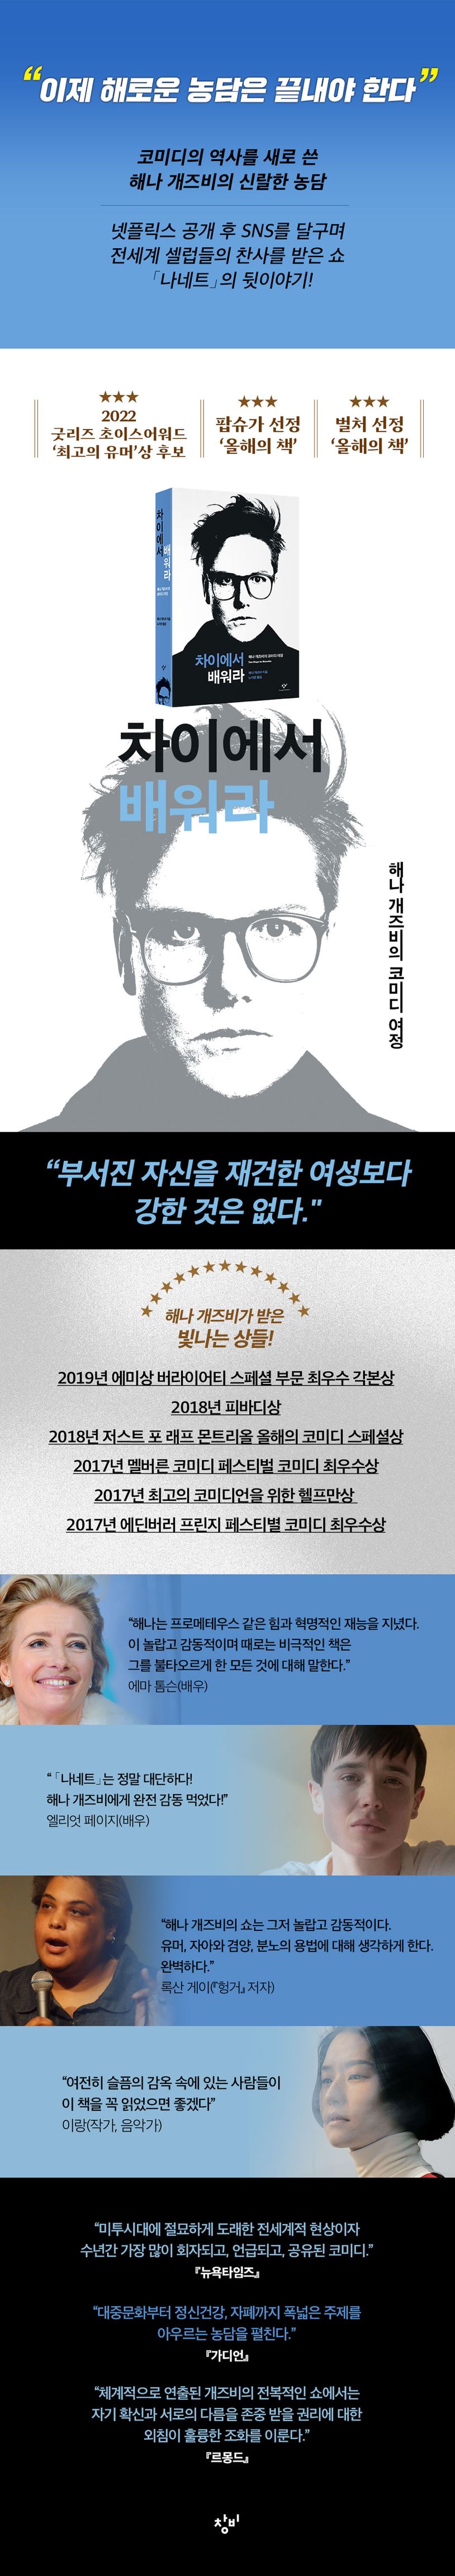 “이제 해로운 농담은 끝내야 한다”
코미디의 역사를 새로 쓴
해나 개즈비의 신랄한 농담
넷플릭스 공개 후 SNS를 달구며
전세계 셀럽들의 찬사를 받은 쇼
「나네트」의 뒷이야기!
★★★
2022
굿리즈 초이스어워드
‘최고의 유머’상 후보
★★★
팝슈가 선정
‘올해의 책’
★★★
벌처 선정
‘올해의 책’
차이에서
배워라
차이에서
배워라
해나 개즈비의 코미디 여정
차이에서
배워라
해나 개즈비의 코미디 여정
“부서진 자신을 재건한 여성보다
강한 것은 없다."
해나 개즈비가 받은
빛나는 상들!
2019년 에미상 버라이어티 스페셜 부문 최우수 각본상
2018년 피바디상
2018년 저스트 포 래프 몬트리올 올해의 코미디 스페셜상
2017년 멜버른 코미디 페스티벌 코미디 최우수상
2017년 최고의 코미디언을 위한 헬프만상
2017년 에딘버러 프린지 페스티벌 코미디 최우수상
“해나는 프로메테우스 같은 힘과 혁명적인 재능을 지녔다.
이 놀랍고 감동적이며 때로는 비극적인 책은
그를 불타오르게 한 모든 것에 대해 말한다.”
에마 톰슨(배우)
“「나네트」는 정말 대단하다!
해나 개즈비에게 완전 감동 먹었다!”
엘리엇 페이지(배우)
“해나 개즈비의 쇼는 그저 놀랍고 감동적이다.
유머, 자아와 겸양, 분노의 용법에 대해 생각하게 한다.
완벽하다.”
록산 게이(『헝거』 저자)
“여전히 슬픔의 감옥 속에 있는 사람들이
이 책을 꼭 읽었으면 좋겠다”
이랑(작가, 음악가)
“미투시대에 절묘하게 도래한 전세계적 현상이자
수년간 가장 많이 회자되고, 언급되고, 공유된 코미디.”
『뉴욕타임즈』
“대중문화부터 정신건강, 자폐까지 폭넓은 주제를
아우르는 농담을 펼친다.”
『가디언』
“체계적으로 연출된 개즈비의 전복적인 쇼에서는
자기 확신과 서로의 다름을 존중 받을 권리에 대한
외침이 훌륭한 조화를 이룬다.”
『르몽드』
창비